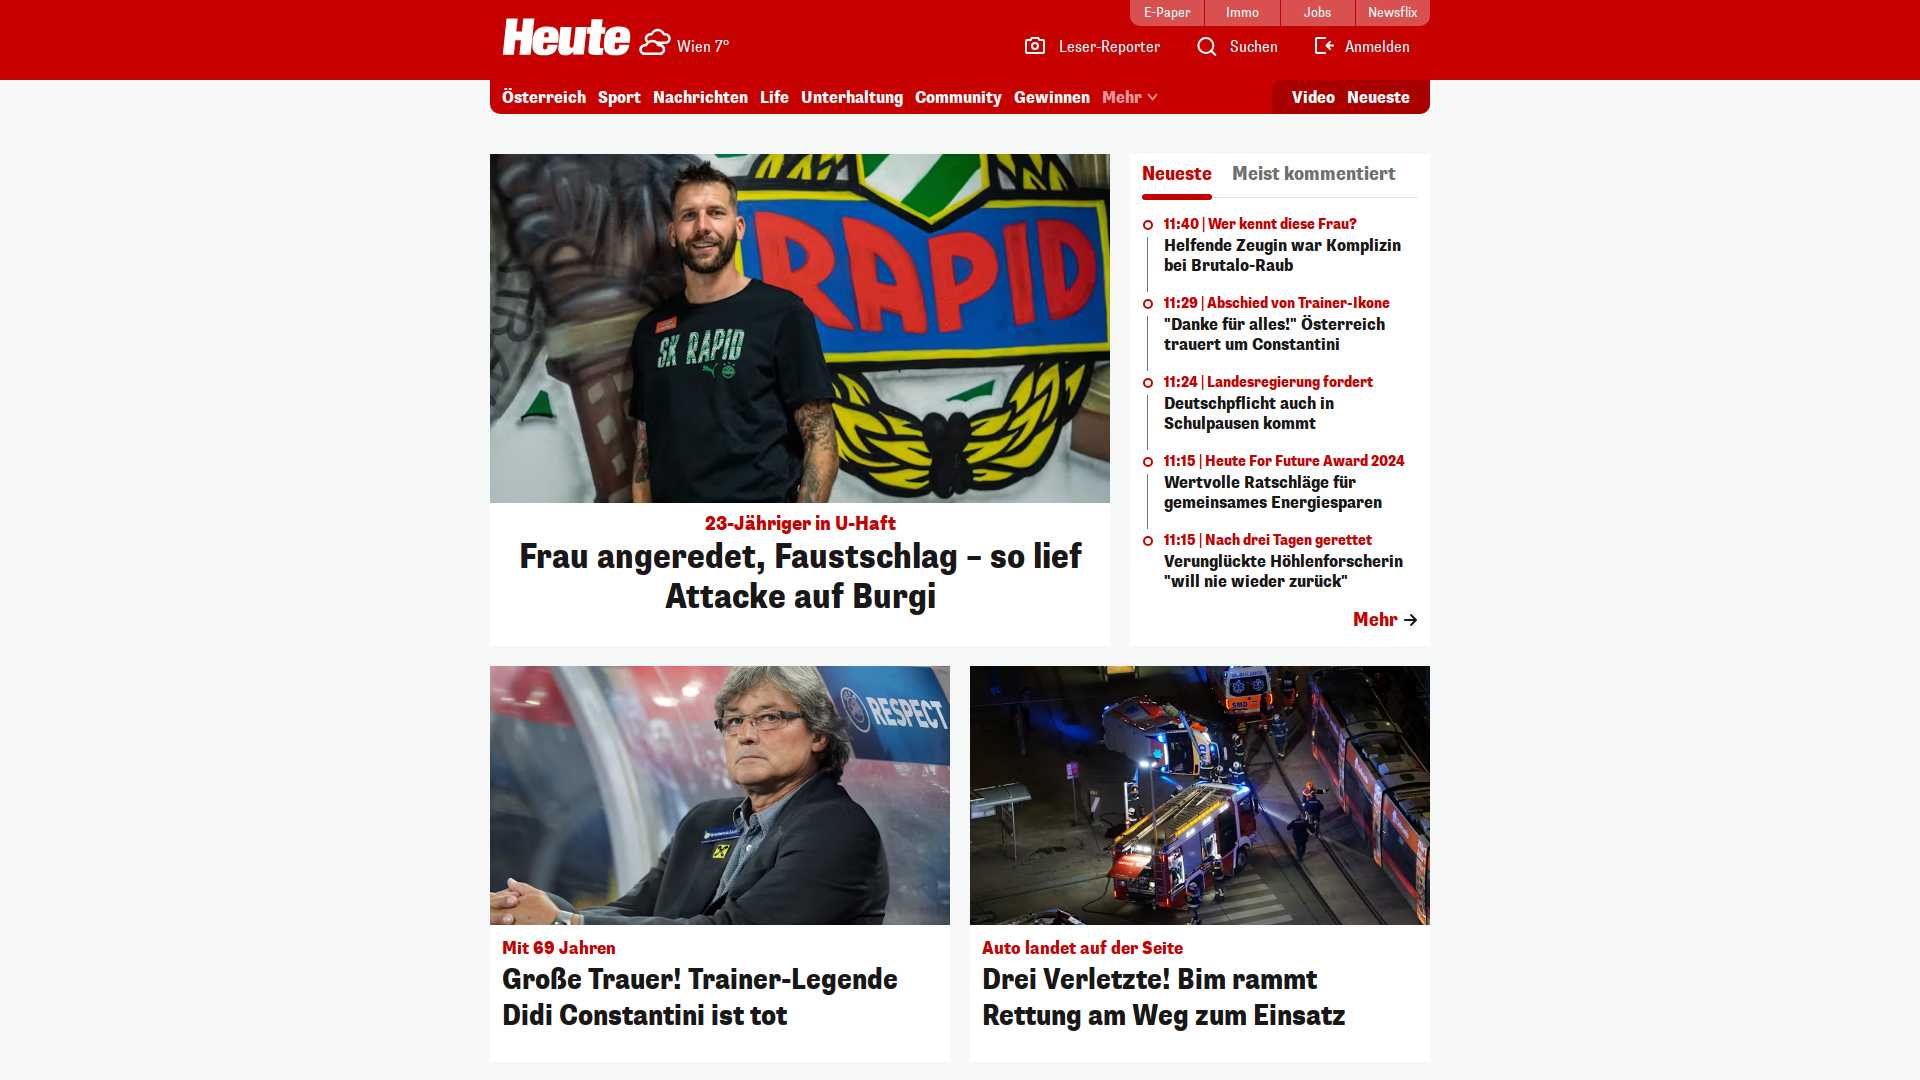 E-Paper
Immo
Jobs
Newsflix
Heute
Wien 7°
Leser-Reporter
Suchen
Anmelden
Österreich
Sport
Nachrichten
Life
Unterhaltung
Community
Gewinnen
Mehr
Video
Neueste
RAPID
SK RAPID
23-Jähriger in U-Haft
Frau angeredet, Faustschlag – so lief
Attacke auf Burgi
Neueste
Meist kommentiert
11:40 | Wer kennt diese Frau?
Helfende Zeugin war Komplizin
bei Brutalo-Raub
11:29 | Abschied von Trainer-Ikone
"Danke für alles!" Österreich
trauert um Constantini
11:24 | Landesregierung fordert
Deutschpflicht auch in
Schulpausen kommt
11:15 | Heute For Future Award 2024
Wertvolle Ratschläge für
gemeinsames Energiesparen
11:15 | Nach drei Tagen gerettet
Verunglückte Höhlenforscherin
"will nie wieder zurück"
Mehr
RESPECT
Mit 69 Jahren
Große Trauer! Trainer-Legende
Didi Constantini ist tot
SMD
Auto landet auf der Seite
Drei Verletzte! Bim rammt
Rettung am Weg zum Einsatz